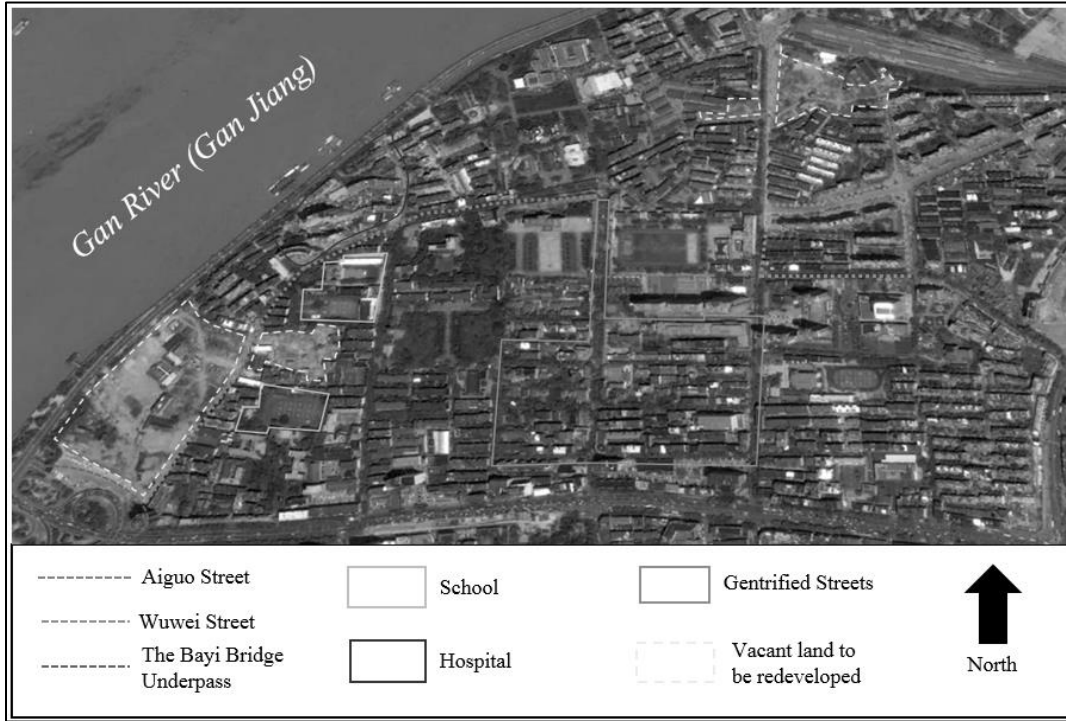 Gan River (Gan Jiang)
Aiguo Street
Wuwei Street
The Bayi Bridge
Underpass
School
Hospital
Gentrified Streets
Vacant land to
be redeveloped
North